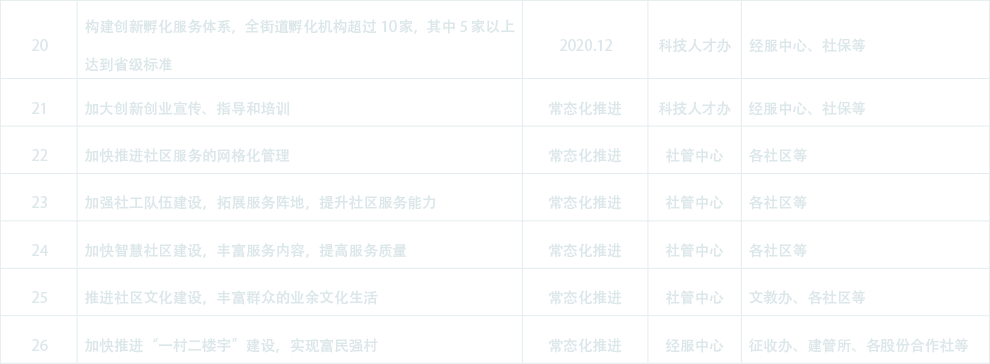 20 构建创新孵化服务体系，全街道孵化机构超过 10 家，其中 5 家以上达到省级标准 2020.12 科技人才办 经服中心、社保等
21 加大创新创业宣传、指导和培训 常态化推进 科技人才办 经服中心、社保等
22 加快推进社区服务的网格化管理 常态化推进 社管中心 各社区等
23 加强社工队伍建设，拓展服务阵地，提升社区服务能力 常态化推进 社管中心 各社区等
24 加快智慧社区建设，丰富服务内容，提高服务质量 常态化推进 社管中心 各社区等
25 推进社区文化建设，丰富群众的业余文化生活 常态化推进 社管中心 文教办、各社区等
26 加快推进“一村二楼宇”建设，实现富民强村 常态化推进 经服中心 征收办、建管所、各股份合作社等